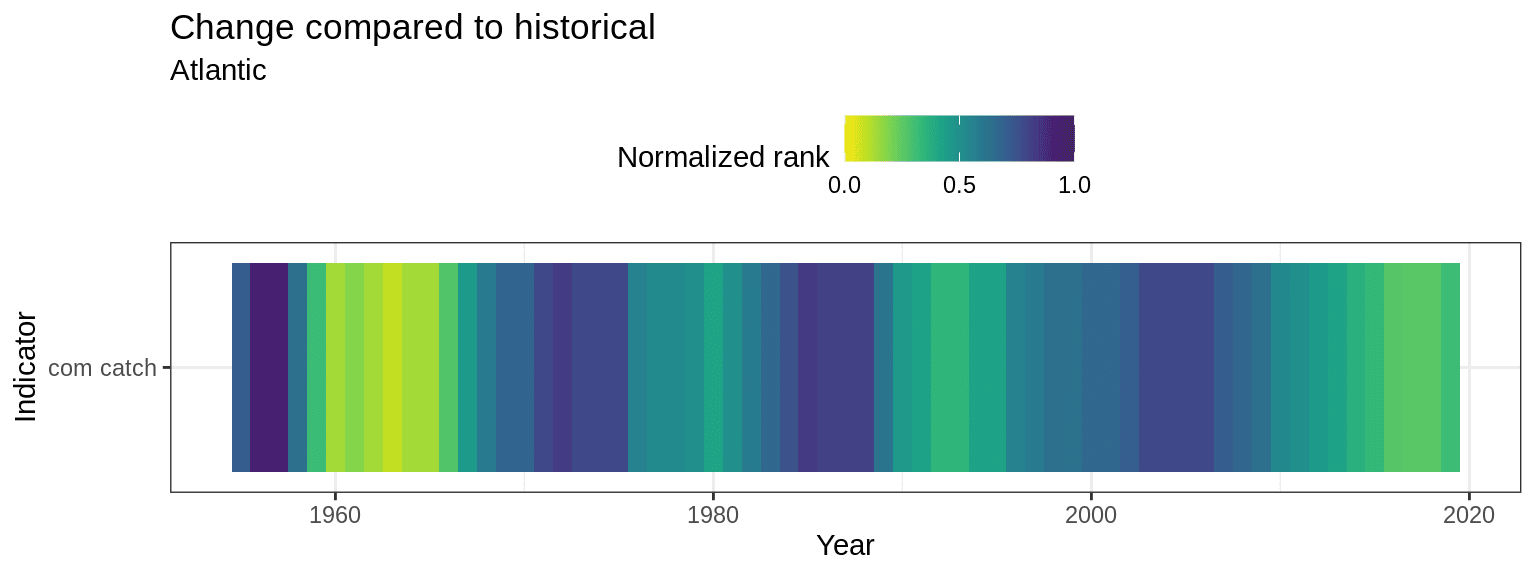 Change compared to historical
Atlantic
Normalized rank
0.0 0.5 1.0
Indicator
com catch
1960 1980 2000 2020
Year